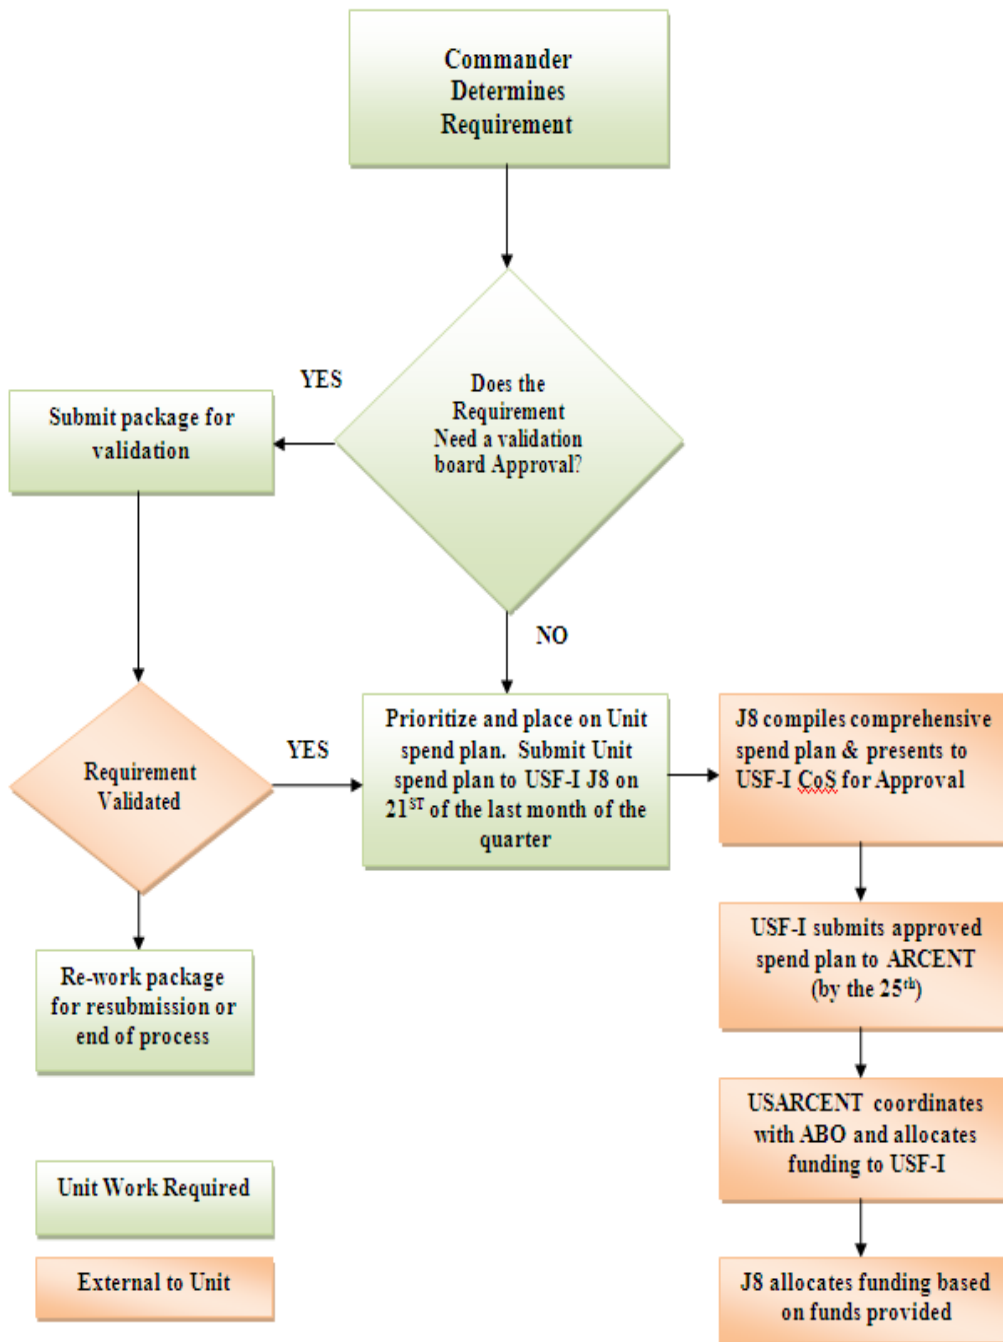 Commander
Determines
Requirement
YES
Does the
Requirement
Need a validation
board Approval?
Submit package for
validation
NO
Requirement
Validated
YES
Prioritize and place on Unit
spend plan. Submit Unit
spend plan to USF-I J8 on
21ST of the last month of the
quarter
J8 compiles comprehensive
spend plan & presents to
USF-I CoS for Approval
USF-I submits approved
spend plan to ARCENT
(by the 25th)
Re-work package
for resubmission or
end of process
USARCENT coordinates
with ABO and allocates
funding to USF-I
Unit Work Required
External to Unit
J8 allocates funding based
on funds provided